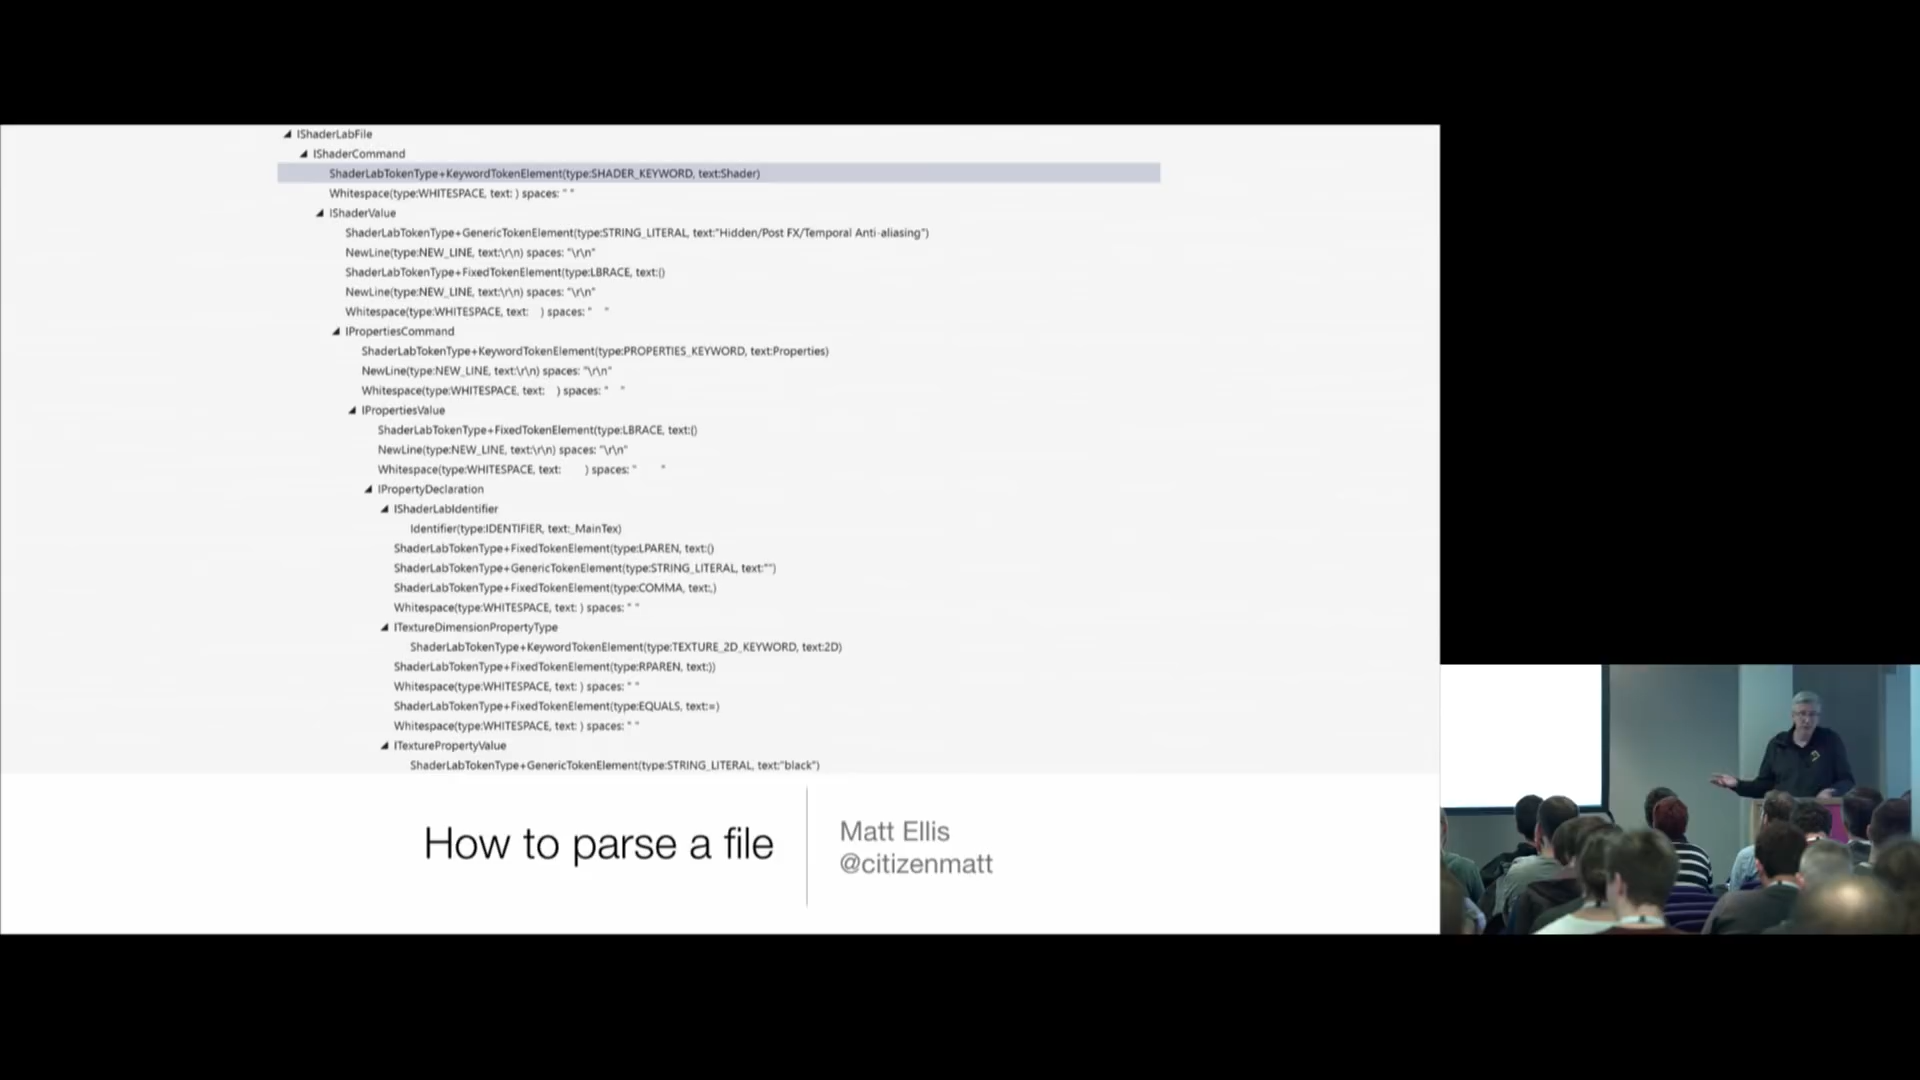 IShaderLabFile
IShaderCommand
ShaderLabTokenType+KeywordTokenElement(type:SHADER_KEYWORD, text:Shader)
Whitespace(type:WHITESPACE, text: ) spaces: " "
IShaderValue
ShaderLabTokenType+GenericTokenElement(type:STRING_LITERAL, text:"Hidden/Post FX/Temporal Anti-aliasing")
NewLine(type:NEW_LINE, text:\r\n) spaces: "\r\n"
ShaderLabTokenType+FixedTokenElement(type:LBRACE, text:{)
NewLine(type:NEW_LINE, text:\r\n) spaces: "\r\n"
Whitespace(type:WHITESPACE, text:    ) spaces: "    "
IPropertiesCommand
ShaderLabTokenType+KeywordTokenElement(type:PROPERTIES_KEYWORD, text:Properties)
NewLine(type:NEW_LINE, text:\r\n) spaces: "\r\n"
Whitespace(type:WHITESPACE, text:    ) spaces: "    "
IPropertiesValue
ShaderLabTokenType+FixedTokenElement(type:LBRACE, text:{)
NewLine(type:NEW_LINE, text:\r\n) spaces: "\r\n"
Whitespace(type:WHITESPACE, text:        ) spaces: "        "
IPropertyDeclaration
IShaderLabIdentifier
Identifier(type:IDENTIFIER, text:_MainTex)
ShaderLabTokenType+FixedTokenElement(type:LPAREN, text:()
ShaderLabTokenType+GenericTokenElement(type:STRING_LITERAL, text:"")
ShaderLabTokenType+FixedTokenElement(type:COMMA, text:,)
Whitespace(type:WHITESPACE, text: ) spaces: " "
ITextureDimensionPropertyType
ShaderLabTokenType+KeywordTokenElement(type:TEXTURE_2D_KEYWORD, text:2D)
ShaderLabTokenType+FixedTokenElement(type:RPAREN, text:))
Whitespace(type:WHITESPACE, text: ) spaces: " "
ShaderLabTokenType+FixedTokenElement(type:EQUALS, text:=)
Whitespace(type:WHITESPACE, text: ) spaces: " "
ITexturePropertyValue
ShaderLabTokenType+GenericTokenElement(type:STRING_LITERAL, text:"black")
How to parse a file
Matt Ellis
@citizenmatt